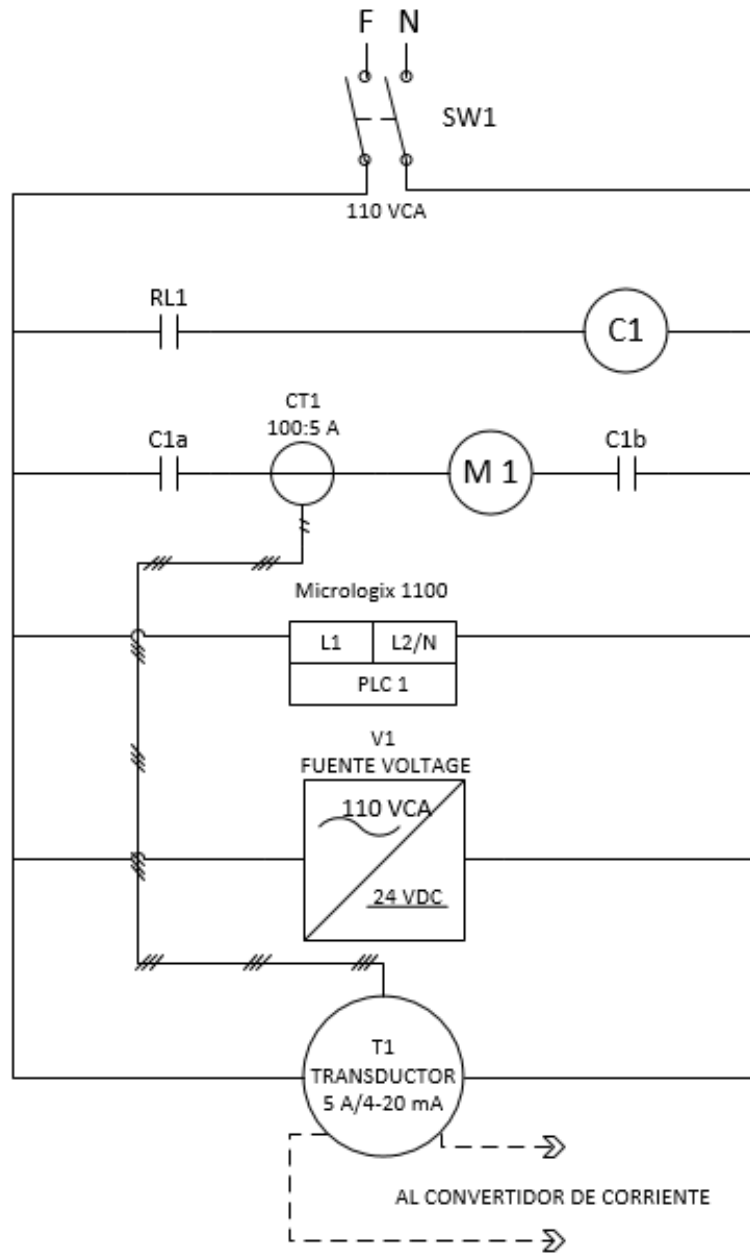 F N
SW1
110 VCA
RL1
C1
CT1
100:5 A
C1a
M 1
C1b
Micrologix 1100
L1
L2/N
PLC 1
V1
FUENTE VOLTAGE
110 VCA
24 VDC
T1
TRANSDUCTOR
5 A/4-20 mA
AL CONVERTIDOR DE CORRIENTE